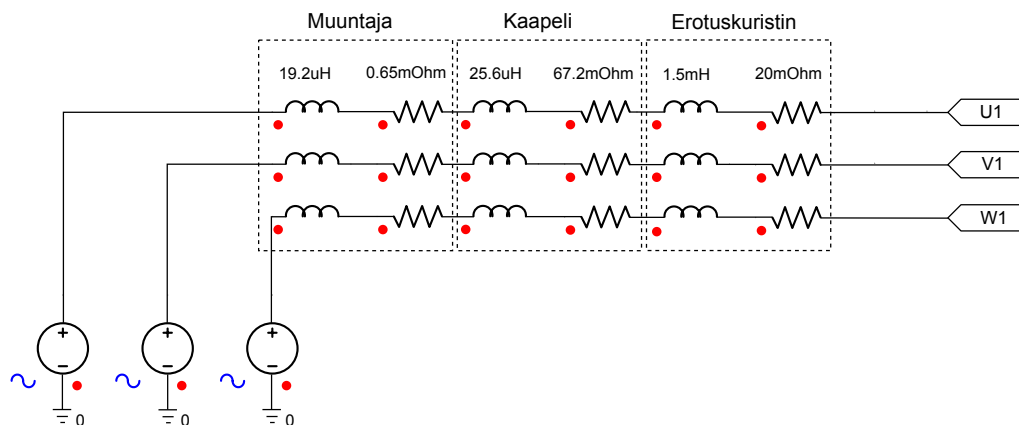 Muuntaja Kaapeli Erotuskuristin
19.2uH 0.65mOhm 25.6uH 67.2mOhm 1.5mH 20mOhm
U1
V1
W1
0 0 0